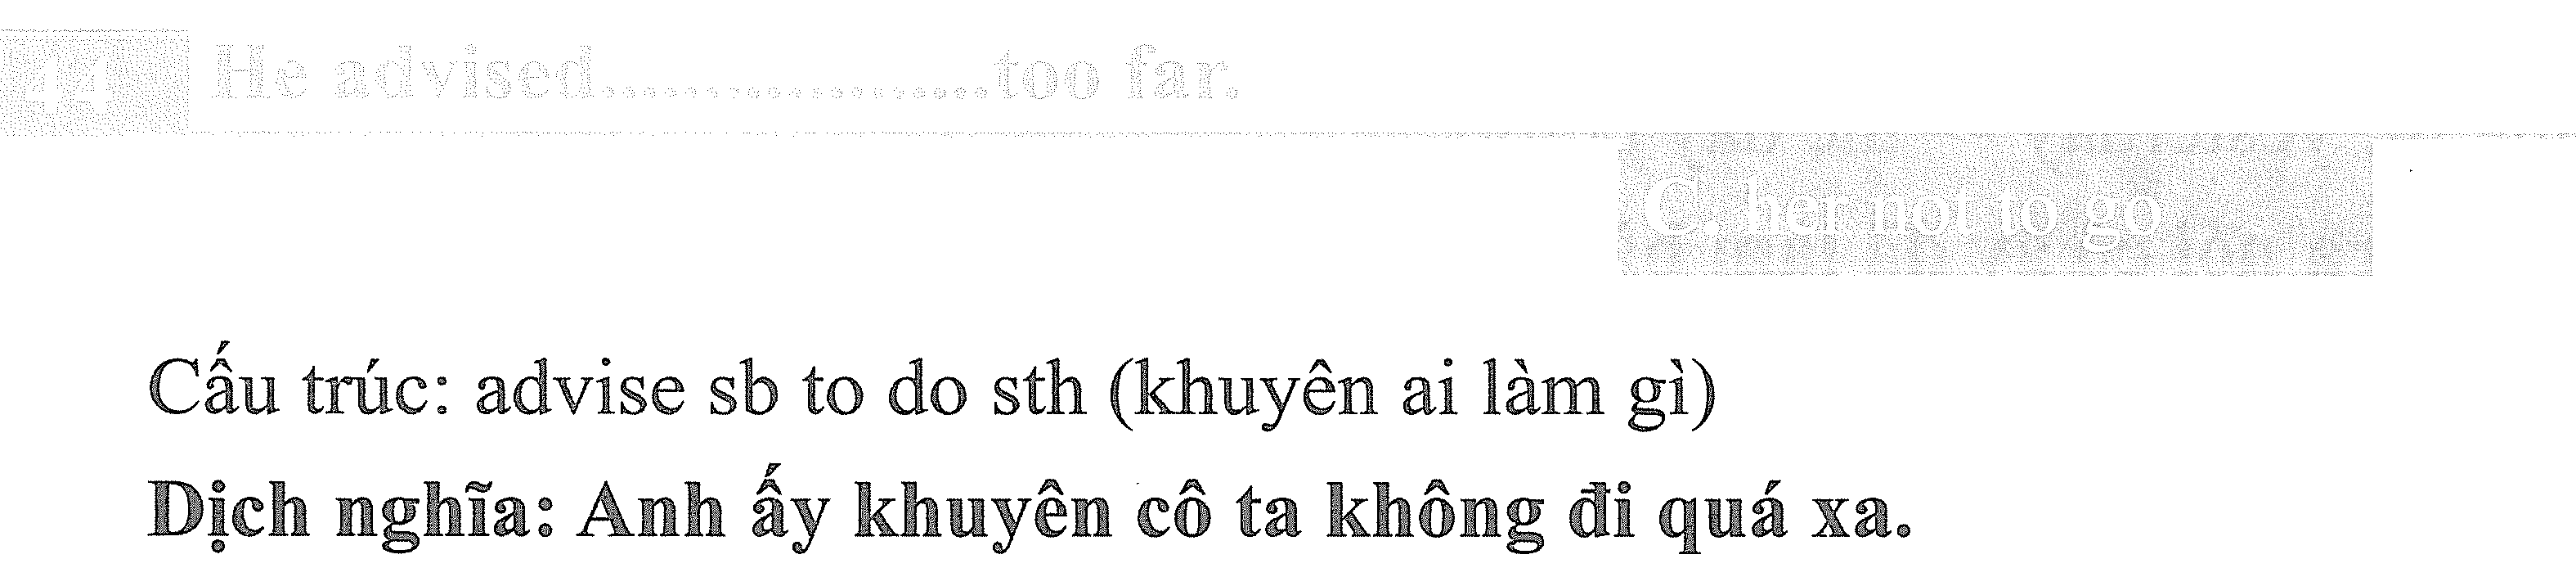 44 He advised...................too far.
C. her not to go
Cấu trúc: advise sb to do sth (khuyên ai làm gì)
Dịch nghĩa: Anh ấy khuyên cô ta không đi quá xa.